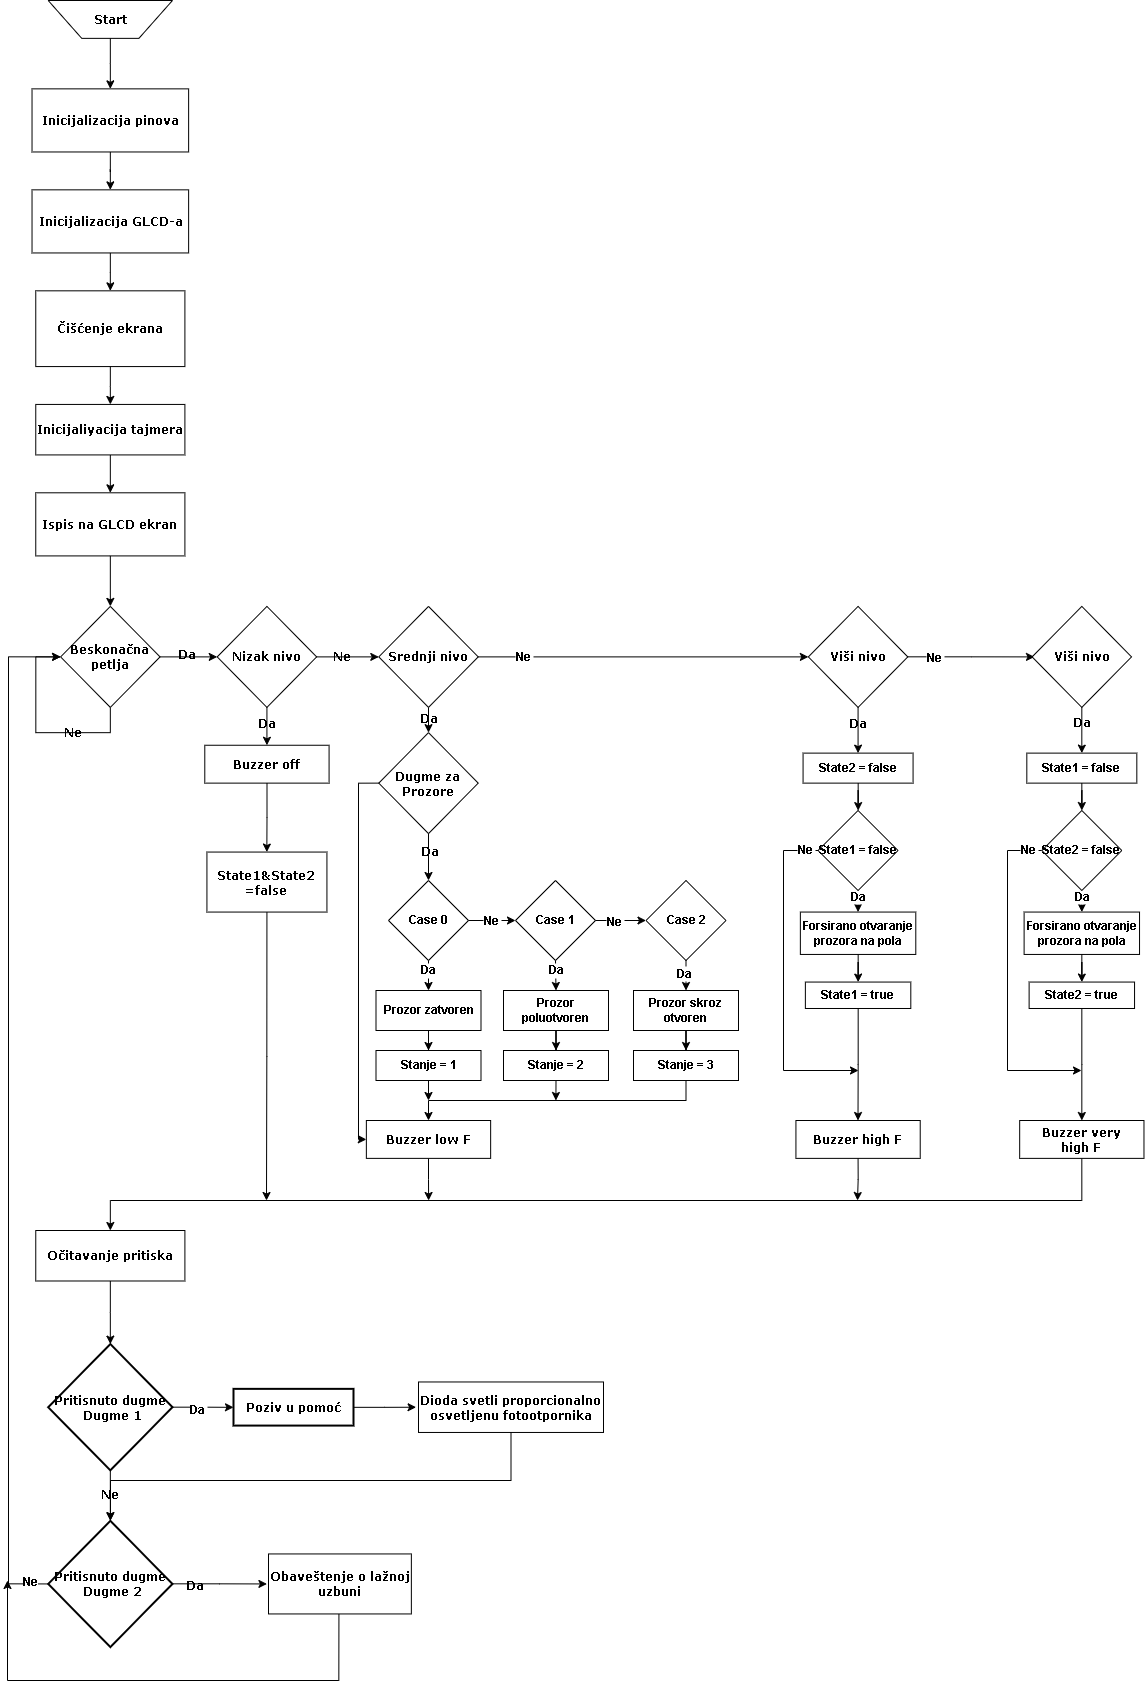 Start
Inicijalizacija pinova
Inicijalizacija GLCD-a
Čišćenje ekrana
Inicijaliyacija tajmera
Ispis na GLCD ekran
Beskonačna
petlja
Da
Ne
Nizak nivo
Ne
Da
Buzzer off
State1&State2
=false
Srednji nivo
Ne
Da
Dugme za
Prozore
Da
Case 0
Ne
Case 1
Ne
Case 2
Da
Da
Da
Prozor zatvoren
Prozor
poluotvoren
Prozor skroz
otvoren
Stanje = 1
Stanje = 2
Stanje = 3
Buzzer low F
Viši nivo
Ne
Da
State2 = false
Ne
State1 = false
Da
Forsirano otvaranje
prozora na pola
State1 = true
Buzzer high F
Viši nivo
Da
State1 = false
Ne
State2 = false
Da
Forsirano otvaranje
prozora na pola
State2 = true
Buzzer very
high F
Očitavanje pritiska
Pritisnuto dugme
Dugme 1
Da
Poziv u pomoć
Dioda svetli proporcionalno
osvetljenu fotootpornika
Ne
Pritisnuto dugme
Dugme 2
Ne
Da
Obaveštenje o lažnoj
uzbuni